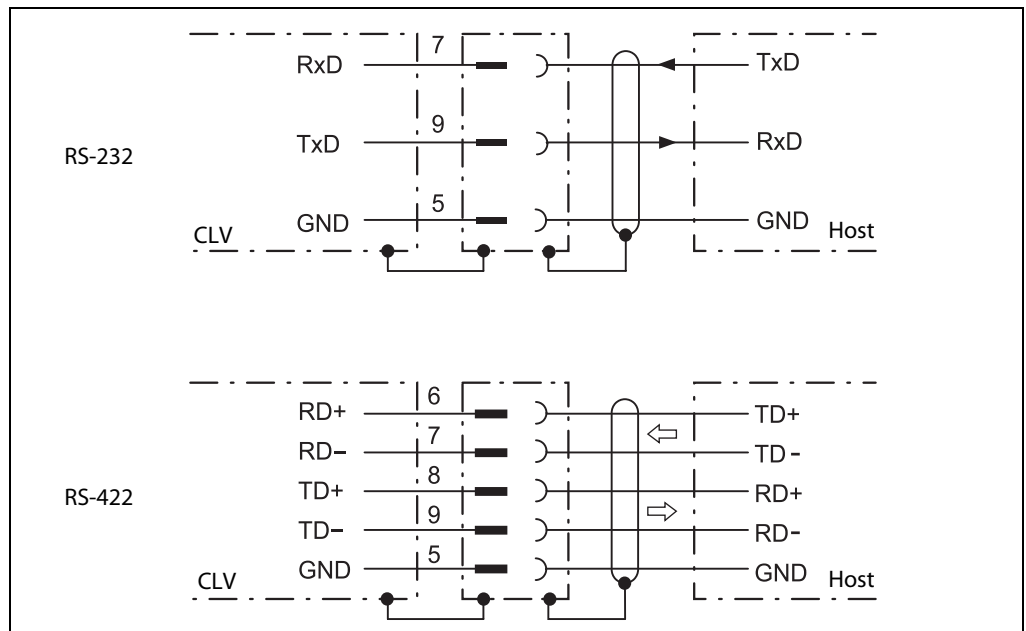 7
RxD TxD
9
TxD RxD
RS-232
5
GND GND
CLV Host
6
RD+ TD+
7
RD– TD-
8
TD+ RD+
RS-422
9
TD– RD-
5
GND GND
CLV Host